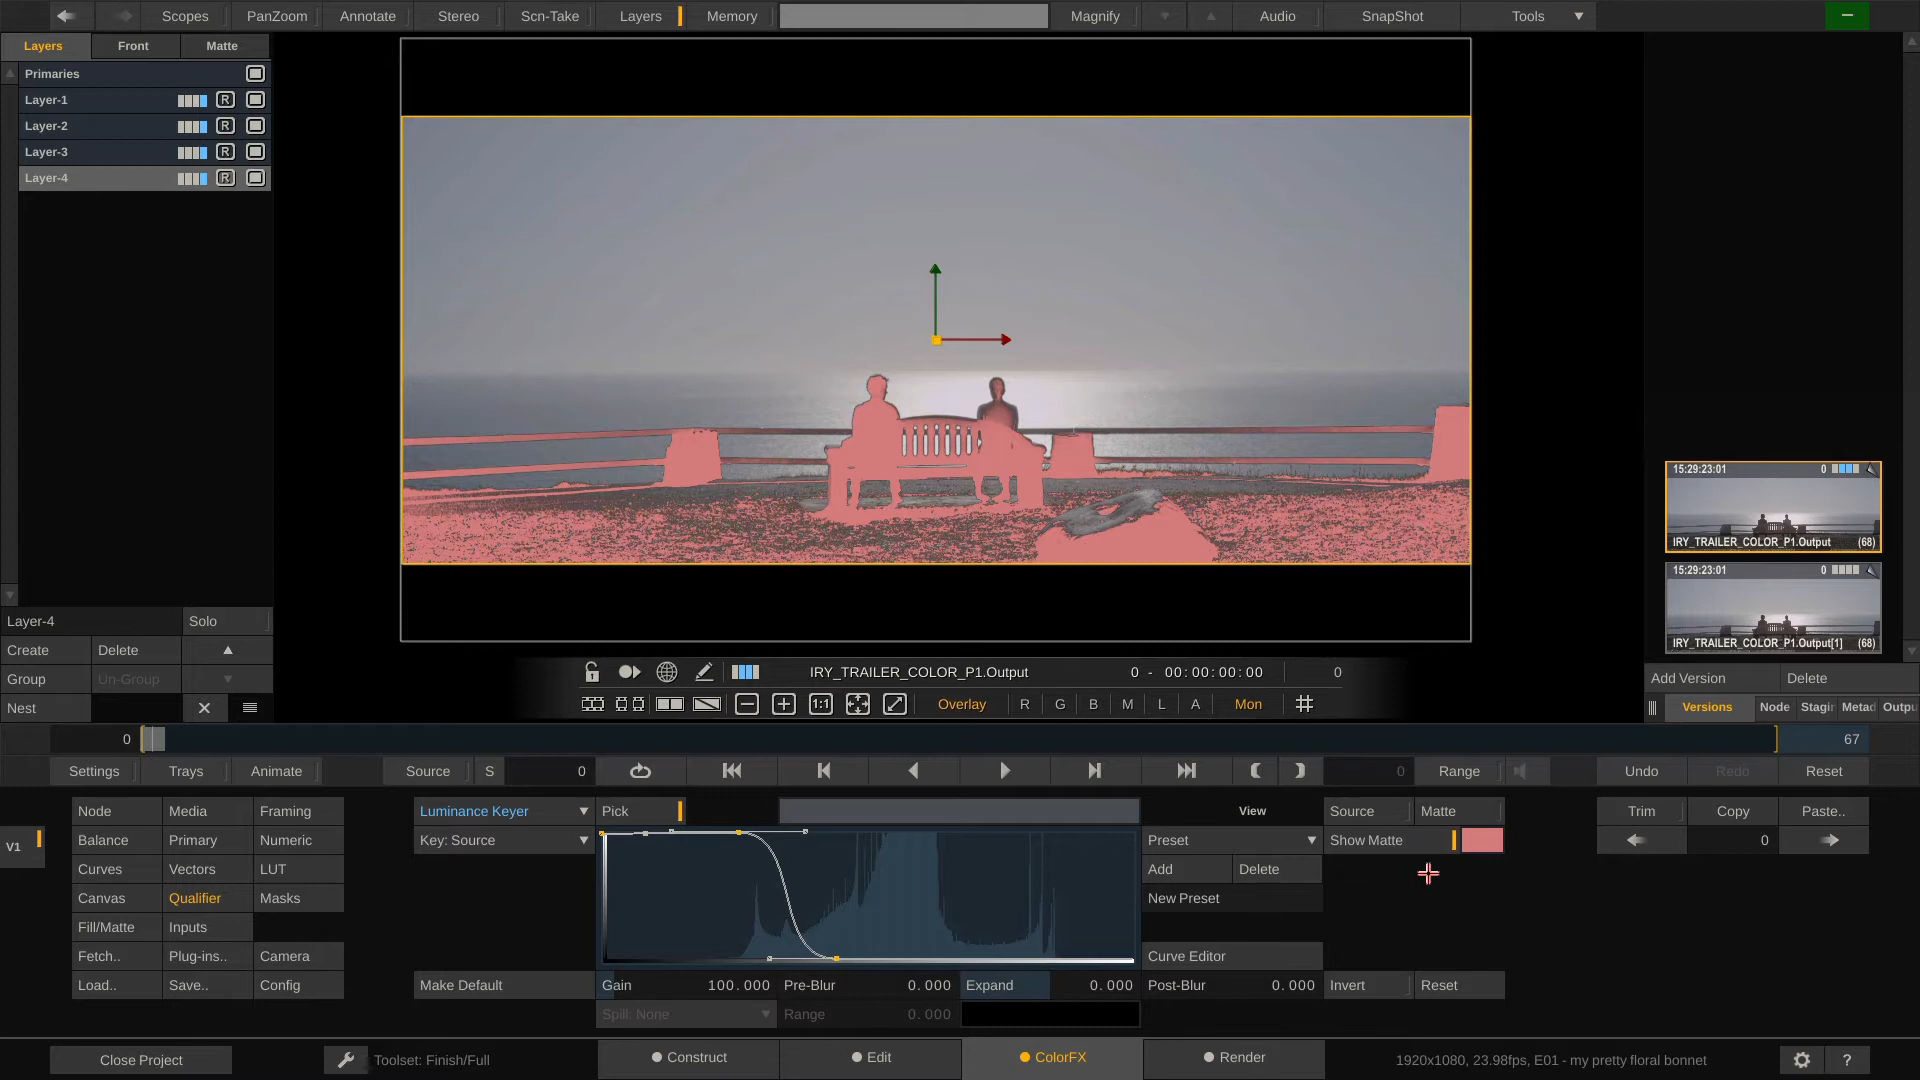 Scopes PanZoom Annotate Stereo Scn-Take Layers Memory Magnify Audio SnapShot Tools
Layers Front Matte
Primaries
Layer-1 R
Layer-2 R
Layer-3 R
Layer-4 R
15:29:23:01 0
IRY_TRAILER_COLOR_P1.Output (68)
15:29:23:01 0
IRY_TRAILER_COLOR_P1.Output[1] (68)
Layer-4 Solo
Create Delete
Group Un-Group
Nest
IRY_TRAILER_COLOR_P1.Output 0 - 00:00:00:00 0
1:1 Overlay R G B M L A Mon
Add Version Delete
Versions Node Stagin Metad Outpu
0 67
Settings Trays Animate Source S 0 0 Range Undo Redo Reset
Node Media Framing Luminance Keyer Pick View Source Matte Trim Copy Paste..
V1 Balance Primary Numeric Key: Source Preset Show Matte 0
Curves Vectors LUT Add Delete
Canvas Qualifier Masks New Preset
Fill/Matte Inputs
Fetch.. Plug-ins.. Camera Curve Editor
Load.. Save.. Config Make Default Gain 100.000 Pre-Blur 0.000 Expand 0.000 Post-Blur 0.000 Invert Reset
Spill: None Range 0.000
Close Project Toolset: Finish/Full Construct Edit ColorFX Render 1920x1080, 23.98fps, E01 - my pretty floral bonnet ?